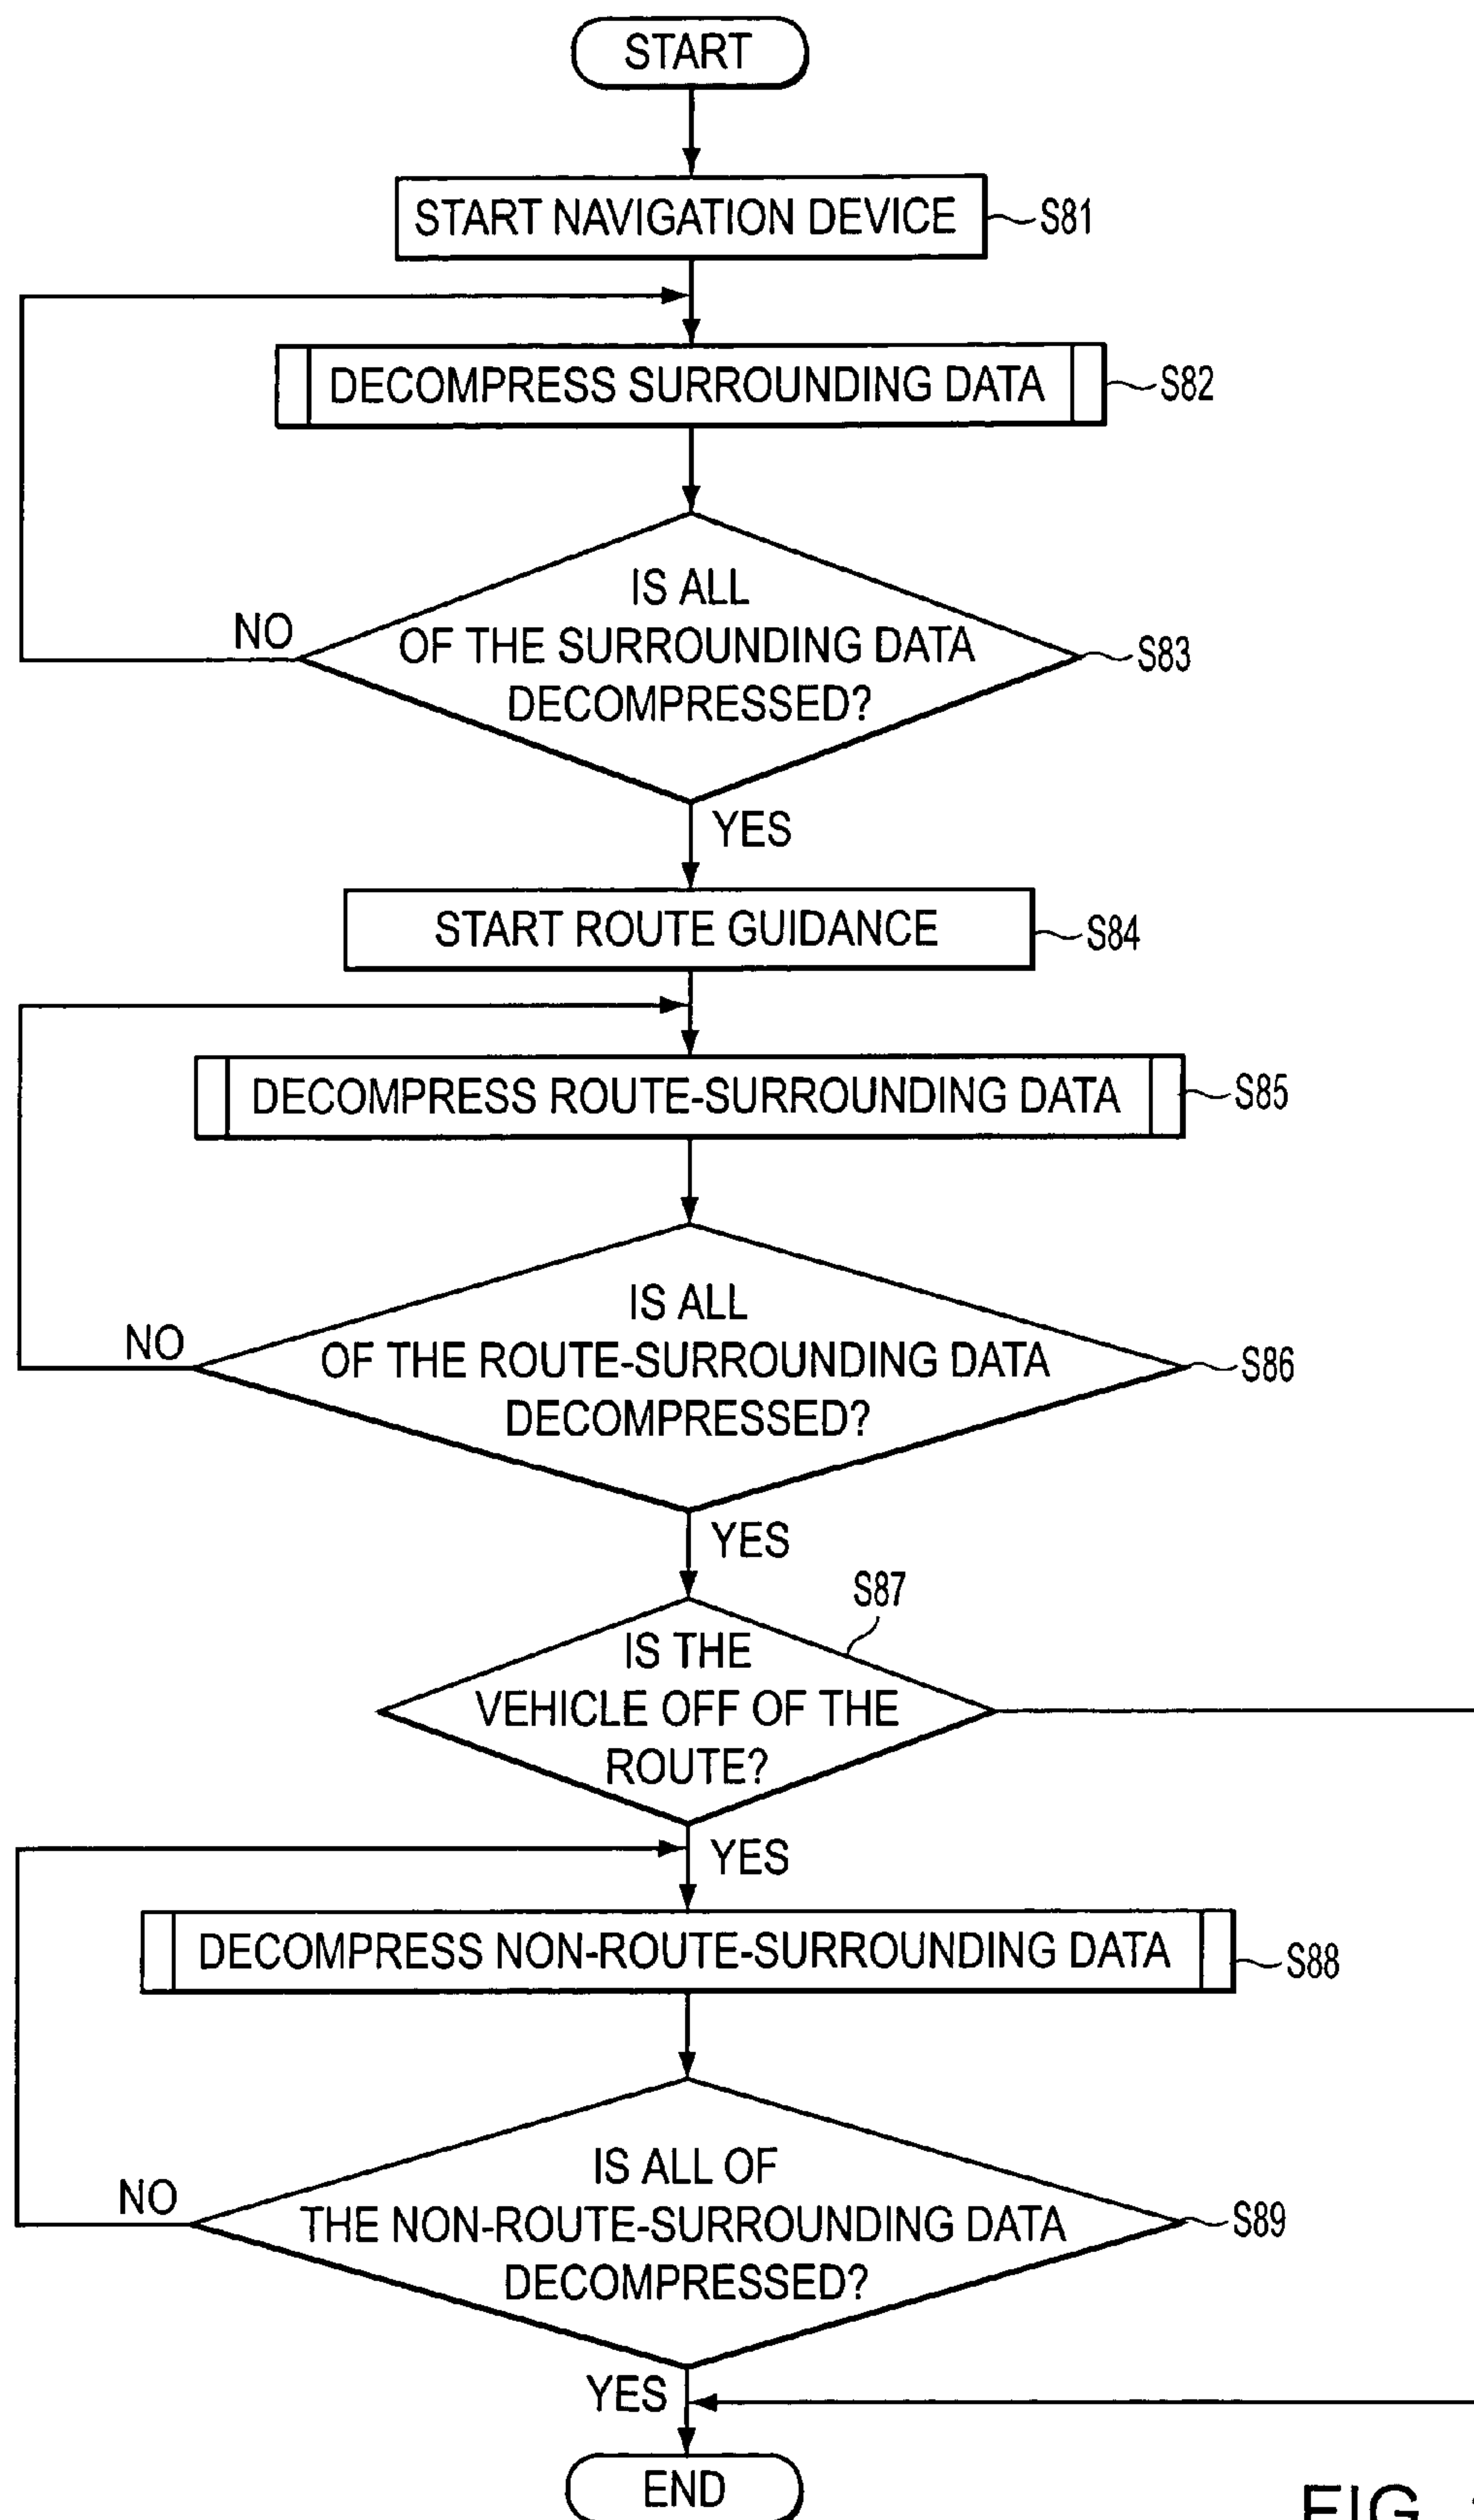 START
START NAVIGATION DEVICE
S81
DECOMPRESS SURROUNDING DATA
S82
IS ALL
OF THE SURROUNDING DATA
DECOMPRESSED?
NO
S83
YES
START ROUTE GUIDANCE
S84
DECOMPRESS ROUTE-SURROUNDING DATA
S85
IS ALL
OF THE ROUTE-SURROUNDING DATA
DECOMPRESSED?
NO
S86
YES
S87
IS THE
VEHICLE OFF OF THE
ROUTE?
YES
DECOMPRESS NON-ROUTE-SURROUNDING DATA
S88
IS ALL OF
THE NON-ROUTE-SURROUNDING DATA
DECOMPRESSED?
NO
S89
YES
END
FIG.